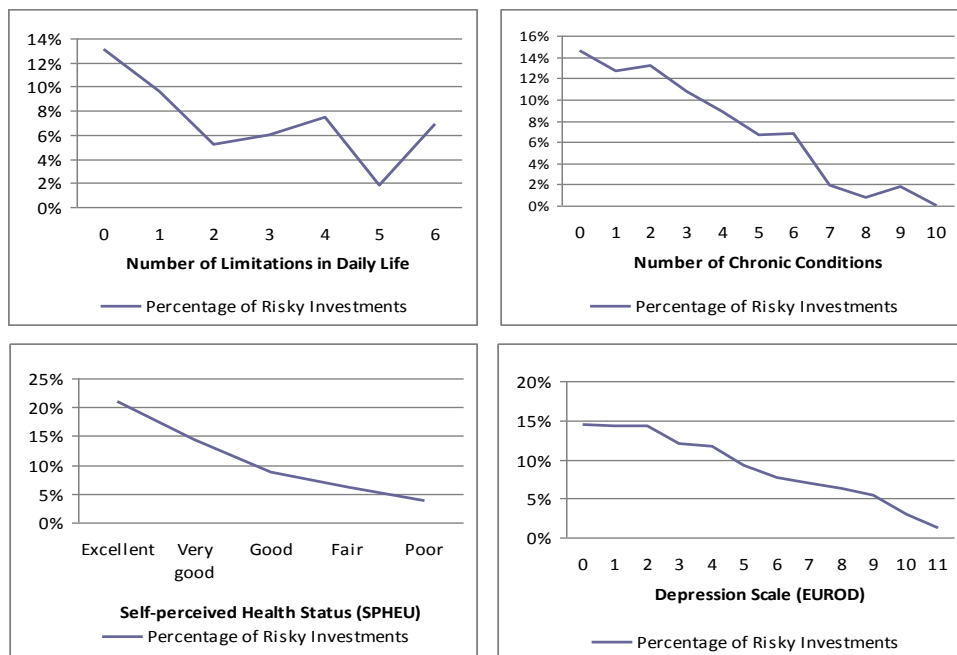 14%
12%
10%
8%
6%
4%
2%
0%
0 1 2 3 4 5 6
Number of Limitations in Daily Life
Percentage of Risky Investments
16%
14%
12%
10%
8%
6%
4%
2%
0%
0 1 2 3 4 5 6 7 8 9 10
Number of Chronic Conditions
Percentage of Risky Investments
25%
20%
15%
10%
5%
0%
Excellent Very Good Fair Poor
good
Self-perceived Health Status (SPHEU)
Percentage of Risky Investments
20%
15%
10%
5%
0%
0 1 2 3 4 5 6 7 8 9 10 11
Depression Scale (EUROD)
Percentage of Risky Investments